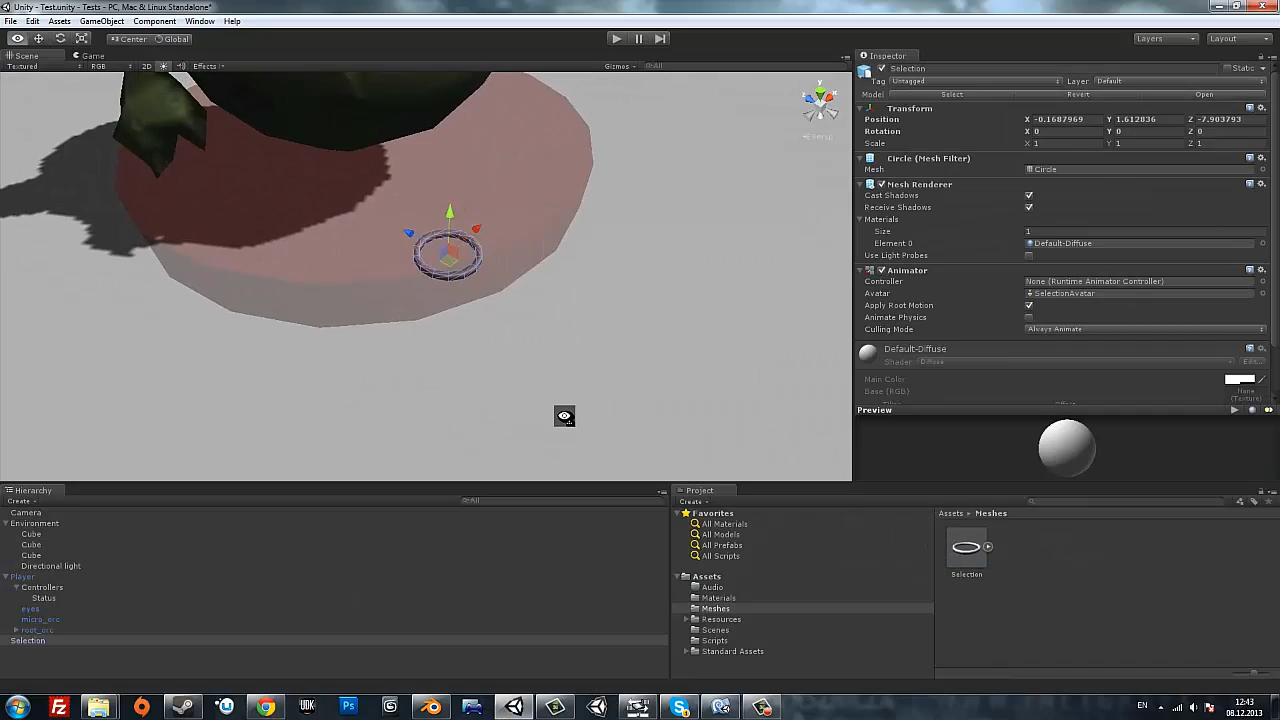 Unity - Test.unity - Tests - PC, Mac & Linux Standalone*
File Edit Assets GameObject Component Window Help
Center Global Layers Layout
Scene Game
Textured RGB 2D Effects Gizmos All
Inspector
Selection Static
Tag Untagged Layer Default
Model Select Revert Open
Transform
Position X -0.1687969 Y 1.612836 Z -7.903793
Rotation X 0 Y 0 Z 0
Scale X 1 Y 1 Z 1
Circle (Mesh Filter)
Mesh Circle
Mesh Renderer
Cast Shadows
Receive Shadows
Materials
Size 1
Element 0 Default-Diffuse
Use Light Probes
Animator
Controller None (Runtime Animator Controller)
Avatar SelectionAvatar
Apply Root Motion
Animate Physics
Culling Mode Always Animate
Default-Diffuse
Shader Diffuse Edit...
Main Color
Base (RGB) None
(Texture)
Preview
y
x
z
Persp
Hierarchy
Create All
Camera
Environment
Cube
Cube
Cube
Directional light
Player
Controllers
Status
eyes
micro_orc
root_orc
Selection
Project
Create
Favorites
All Materials
All Models
All Prefabs
All Scripts
Assets
Audio
Materials
Meshes
Resources
Scenes
Scripts
Standard Assets
Assets Meshes
Selection
EN 12:43
08.12.2013